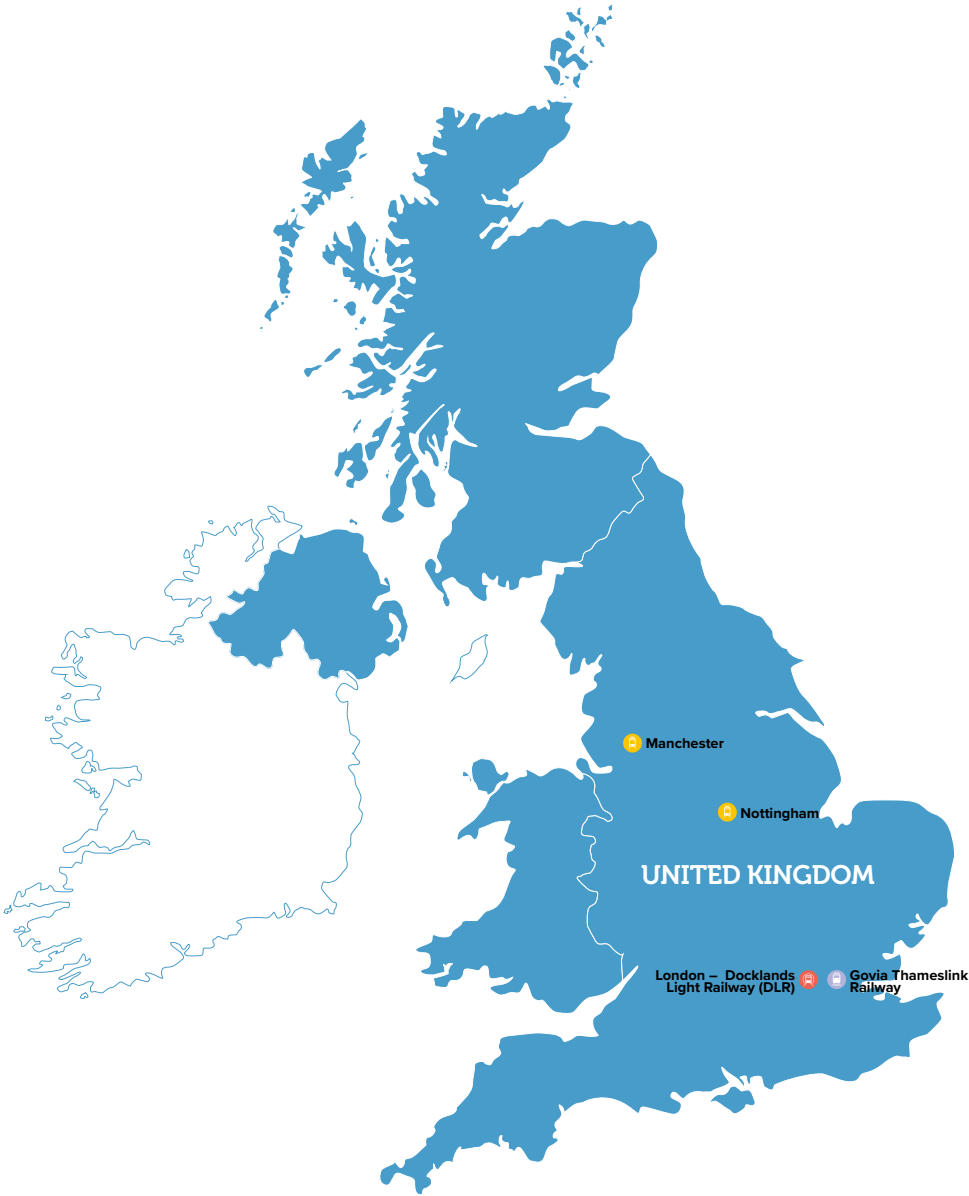 Manchester
Nottingham
UNITED KINGDOM
London – Docklands
Light Railway (DLR)
Govia Thameslink
Railway